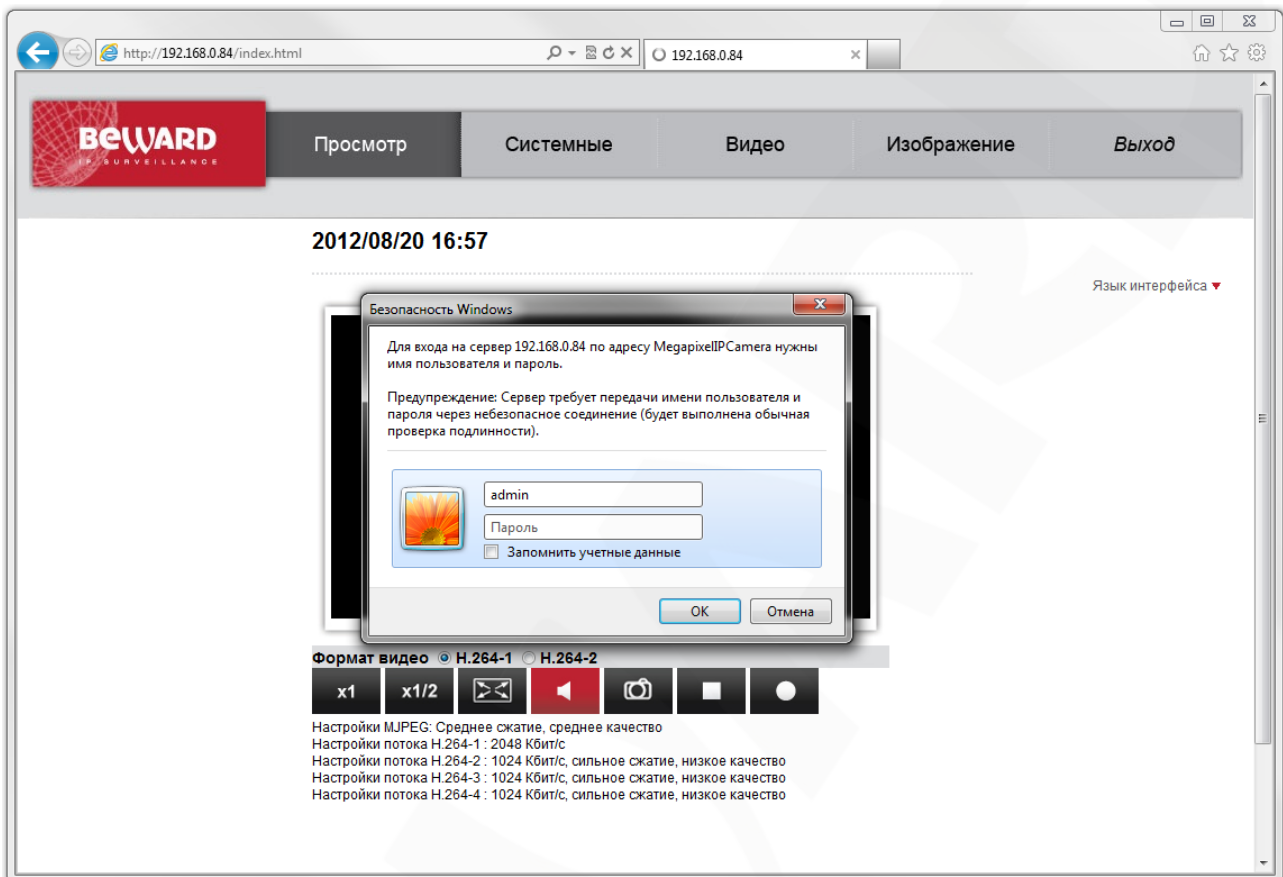 http://192.168.0.84/index.html
192.168.0.84
BEWARD
IP SURVEILLANCE
Просмотр
Системные
Видео
Изображение
Выход
2012/08/20 16:57
Язык интерфейса
Безопасность Windows
Для входа на сервер 192.168.0.84 по адресу MegapixelIPCamera нужны
имя пользователя и пароль.
Предупреждение: Сервер требует передачи имени пользователя и
пароля через небезопасное соединение (будет выполнена обычная
проверка подлинности).
admin
Пароль
Запомнить учетные данные
OK
Отмена
Формат видео H.264-1 H.264-2
x1
x1/2
Настройки MJPEG: Среднее сжатие, среднее качество
Настройки потока H.264-1 : 2048 Кбит/с
Настройки потока H.264-2 : 1024 Кбит/с, сильное сжатие, низкое качество
Настройки потока H.264-3 : 1024 Кбит/с, сильное сжатие, низкое качество
Настройки потока H.264-4 : 1024 Кбит/с, сильное сжатие, низкое качество